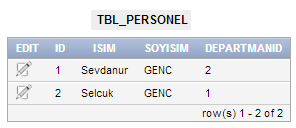 TBL_PERSONEL
EDIT ID ISIM SOYISIM DEPARTMANID
1 Sevdanur GENC 2
2 Selcuk GENC 1
row(s) 1 - 2 of 2